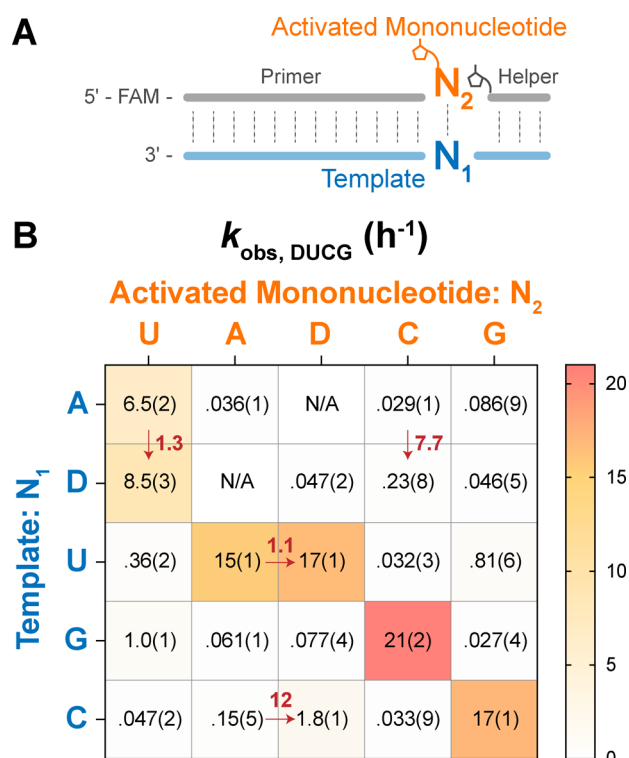 A
Activated Mononucleotide
Primer
N2
Helper
5' - FAM -
3' -
N1
Template
B
kobs, DUCG (h-1)
Activated Mononucleotide: N2
U A D C G
Template: N1
A 6.5(2) .036(1) N/A .029(1) .086(9)
1.3 7.7
D 8.5(3) N/A .047(2) .23(8) .046(5)
1.1
U .36(2) 15(1) 17(1) .032(3) .81(6)
G 1.0(1) .061(1) .077(4) 21(2) .027(4)
12
C .047(2) .15(5) 1.8(1) .033(9) 17(1)
20
15
10
5
0